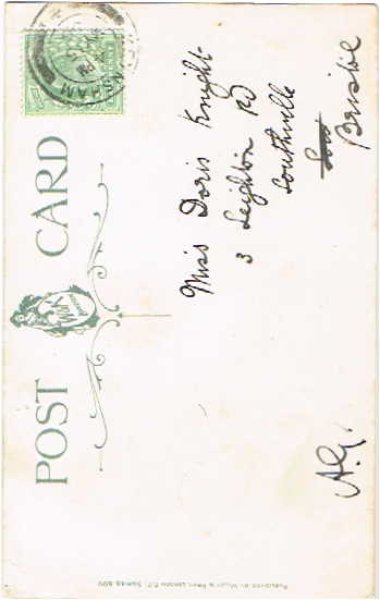 POST CARD
Miss Doris Knight
3 Leighton Rd
Southville
Bristol
A.G.